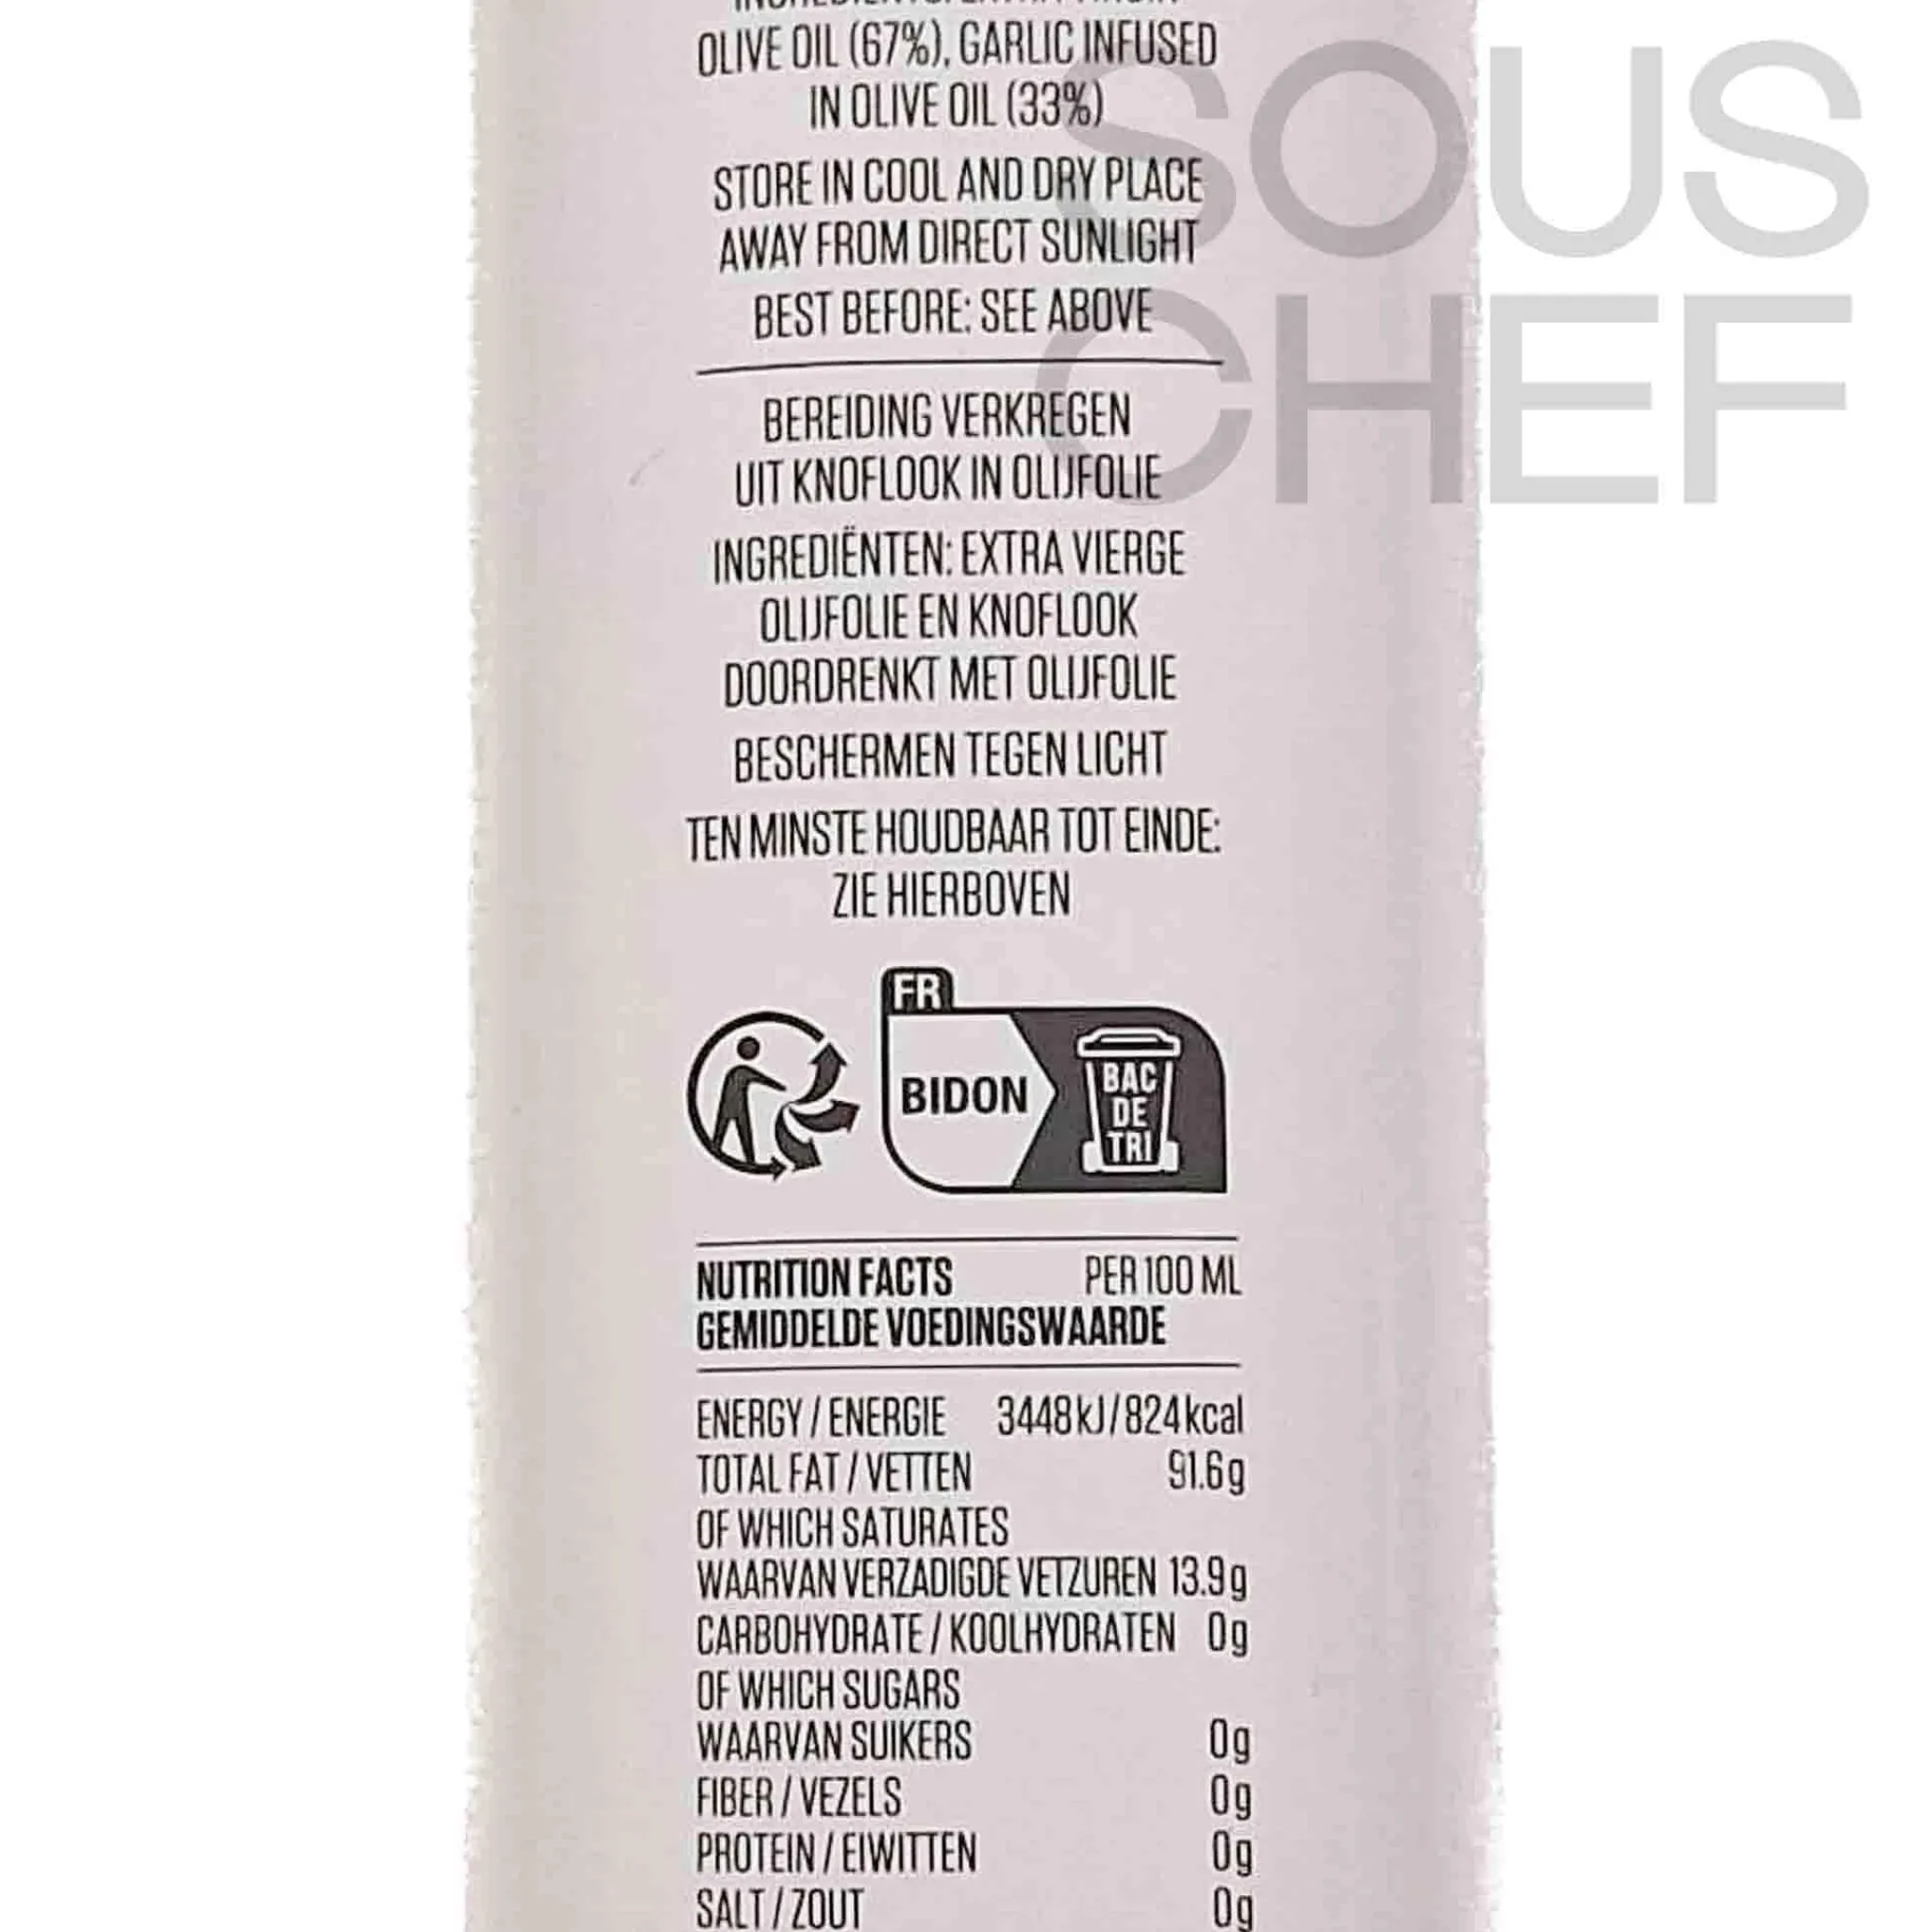 OLIVE OIL (67%), GARLIC INFUSED
IN OLIVE OIL (33%)
STORE IN COOL AND DRY PLACE
AWAY FROM DIRECT SUNLIGHT
BEST BEFORE: SEE ABOVE
SOUS
CHEF
BEREIDING VERKREGEN
UIT KNOFLOOK IN OLIJFOLIE
INGREDIËNTEN: EXTRA VIERGE
OLIJFOLIE EN KNOFLOOK
DOORDRENKT MET OLIJFOLIE
BESCHERMEN TEGEN LICHT
TEN MINSTE HOUDBAAR TOT EINDE:
ZIE HIERBOVEN
FR
BIDON
BAC
DE
TRI
NUTRITION FACTS PER 100 ML
GEMIDDELDE VOEDINGSWAARDE
ENERGY / ENERGIE 3448kJ/824kcal
TOTAL FAT / VETTEN 91.6g
OF WHICH SATURATES
WAARVAN VERZADIGDE VETZUREN 13.9g
CARBOHYDRATE / KOOLHYDRATEN 0g
OF WHICH SUGARS
WAARVAN SUIKERS 0g
FIBER / VEZELS 0g
PROTEIN / EIWITTEN 0g
SALT / ZOUT 0g